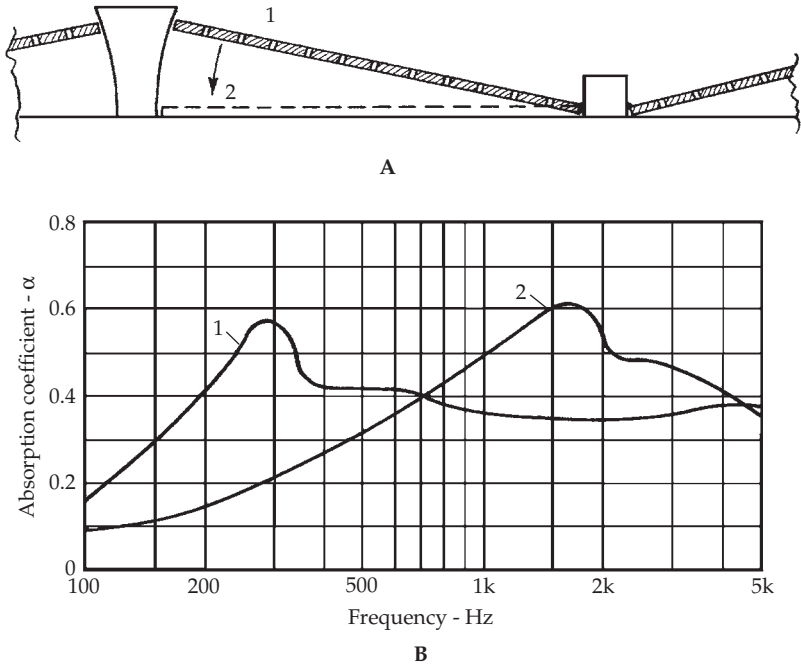 1
2
A
0.8
0.6
0.4
0.2
0
Absorption coefficient - α
1
2
100 200 500 1k 2k 5k
Frequency - Hz
B